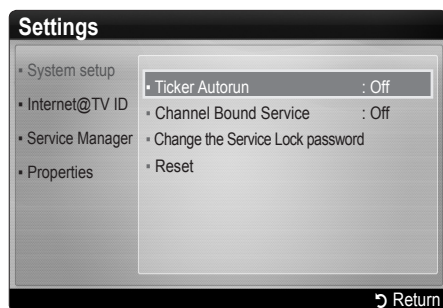 Settings
System setup
Internet@TV ID
Service Manager
Properties
Ticker Autorun : Off
Channel Bound Service : Off
Change the Service Lock password
Reset
Return